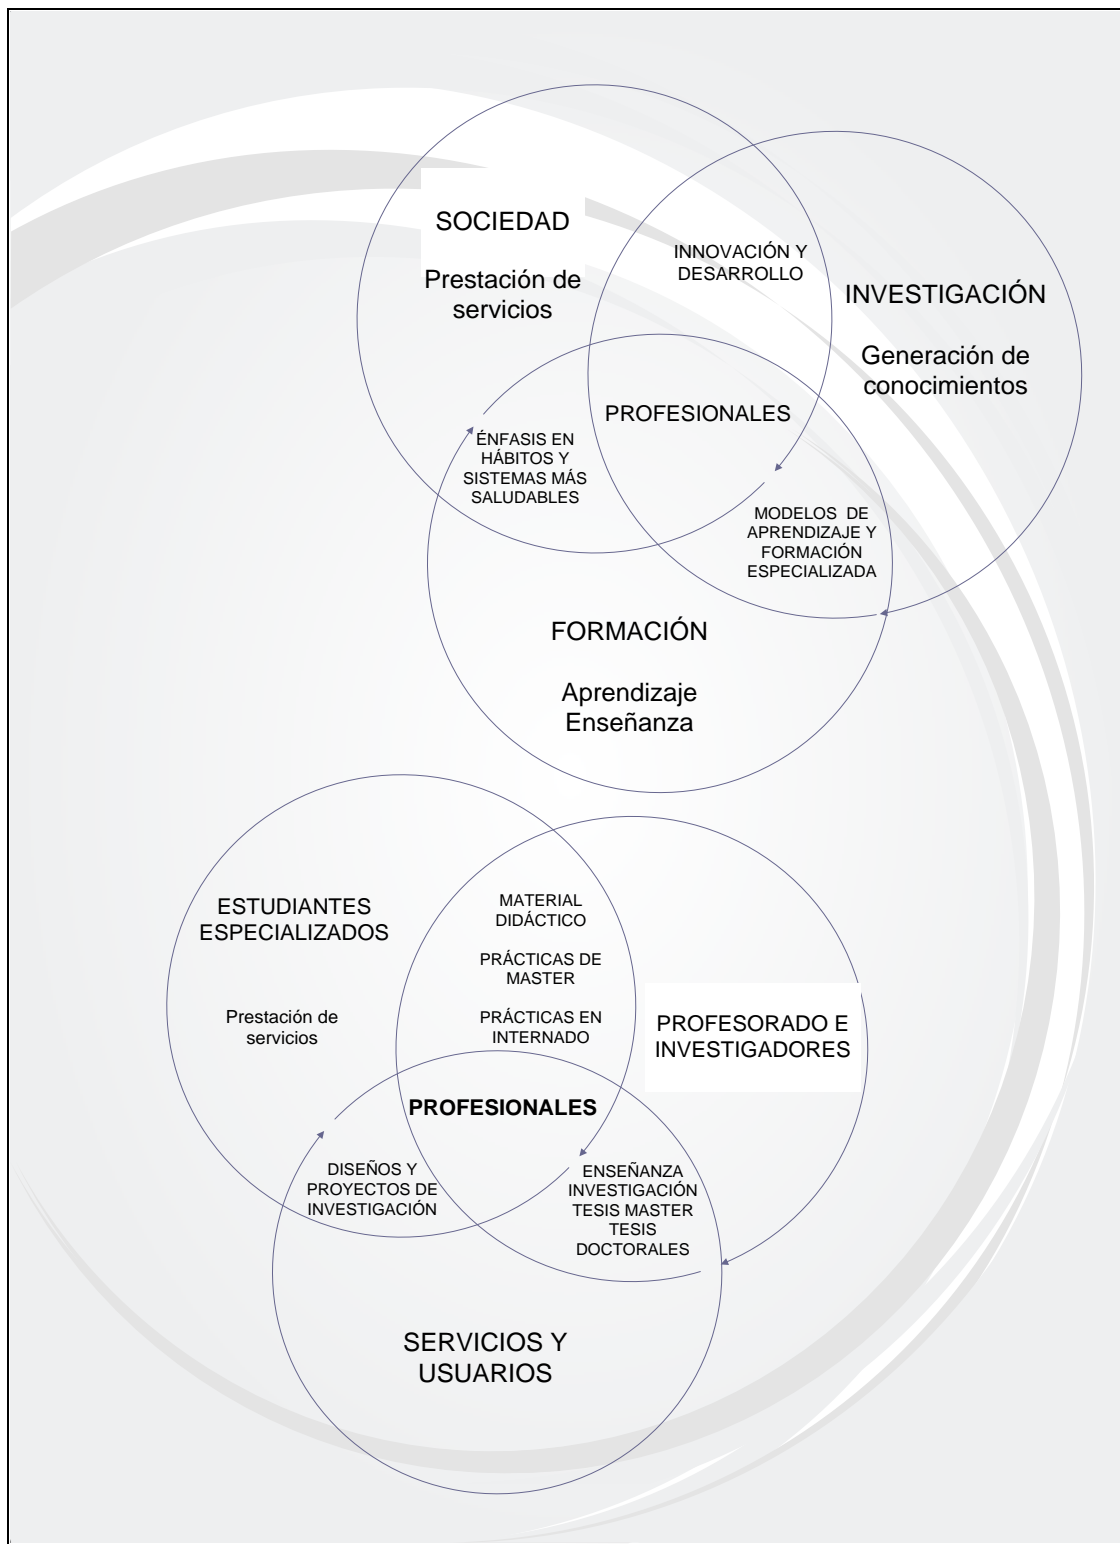 SOCIEDAD
Prestación de
servicios
INNOVACIÓN Y
DESARROLLO
INVESTIGACIÓN
Generación de
conocimientos
PROFESIONALES
ÉNFASIS EN
HÁBITOS Y
SISTEMAS MÁS
SALUDABLES
MODELOS DE
APRENDIZAJE Y
FORMACIÓN
ESPECIALIZADA
FORMACIÓN
Aprendizaje
Enseñanza
ESTUDIANTES
ESPECIALIZADOS
Prestación de
servicios
MATERIAL
DIDÁCTICO
PRÁCTICAS DE
MASTER
PRÁCTICAS EN
INTERNADO
PROFESORADO E
INVESTIGADORES
PROFESIONALES
DISEÑOS Y
PROYECTOS DE
INVESTIGACIÓN
ENSEÑANZA
INVESTIGACIÓN
TESIS MASTER
TESIS
DOCTORALES
SERVICIOS Y
USUARIOS